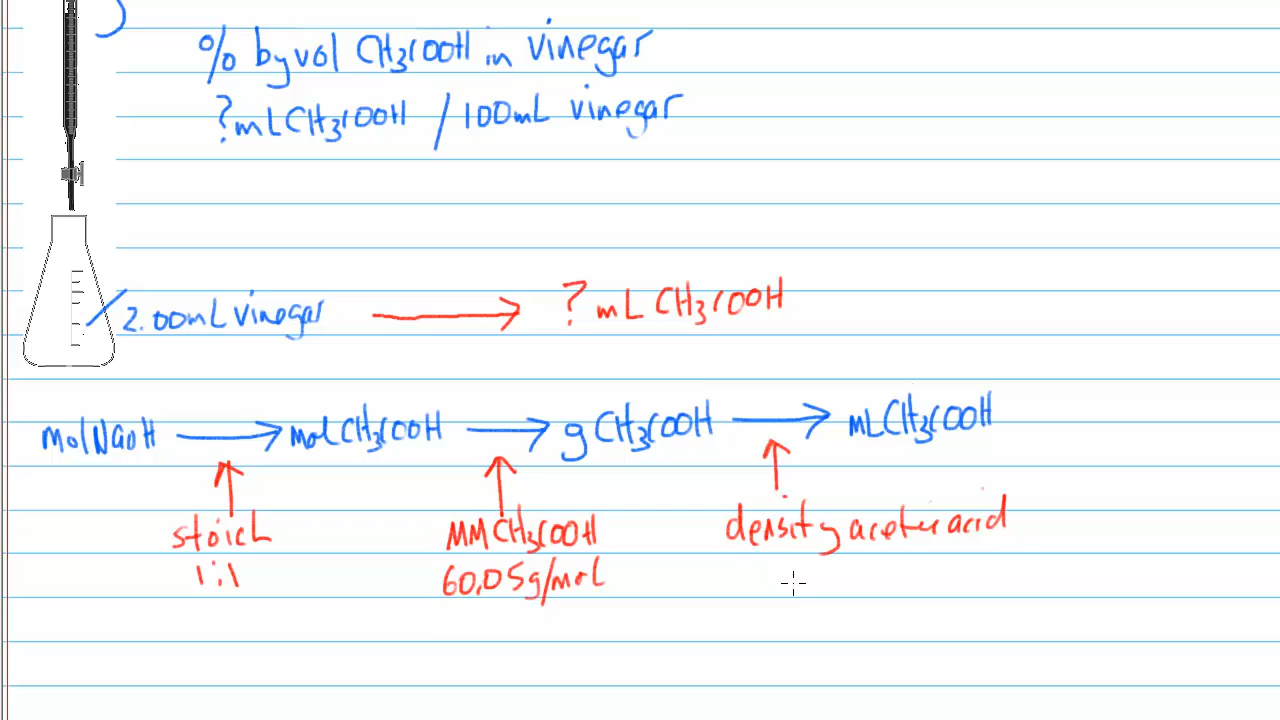 % by vol CH3COOH in vinegar
? mL CH3COOH / 100mL vinegar
2.00mL vinegar → ? mL CH3COOH
mol NaOH → mol CH3COOH → g CH3COOH → mL CH3COOH
stoich MM CH3COOH density acetic acid
1:1 60.05g/mol